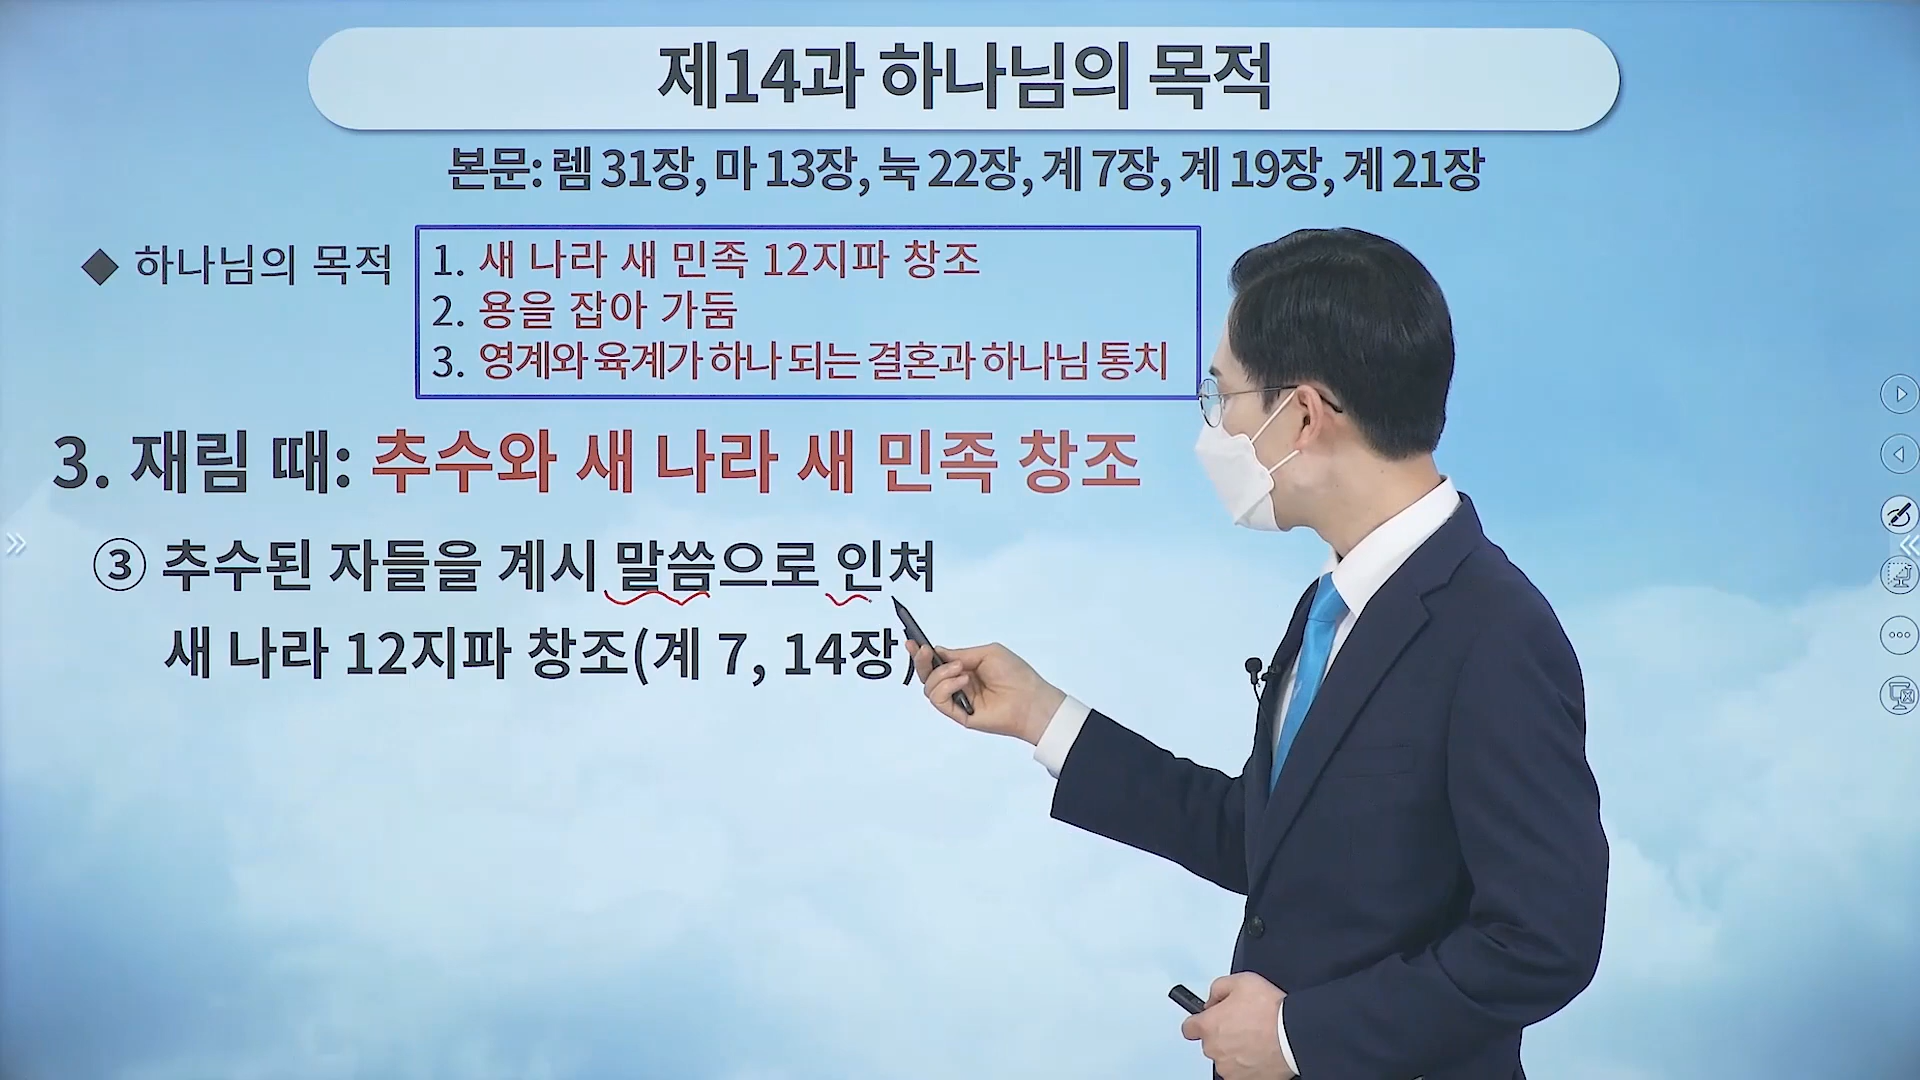 제14과 하나님의 목적
본문: 렘 31장, 마 13장, 눅 22장, 계 7장, 계 19장, 계 21장
◆ 하나님의 목적
1. 새 나라 새 민족 12지파 창조
2. 용을 잡아 가둠
3. 영계와 육계가 하나 되는 결혼과 하나님 통치
3. 재림 때: 추수와 새 나라 새 민족 창조
③ 추수된 자들을 계시 말씀으로 인쳐
새 나라 12지파 창조(계 7, 14장)